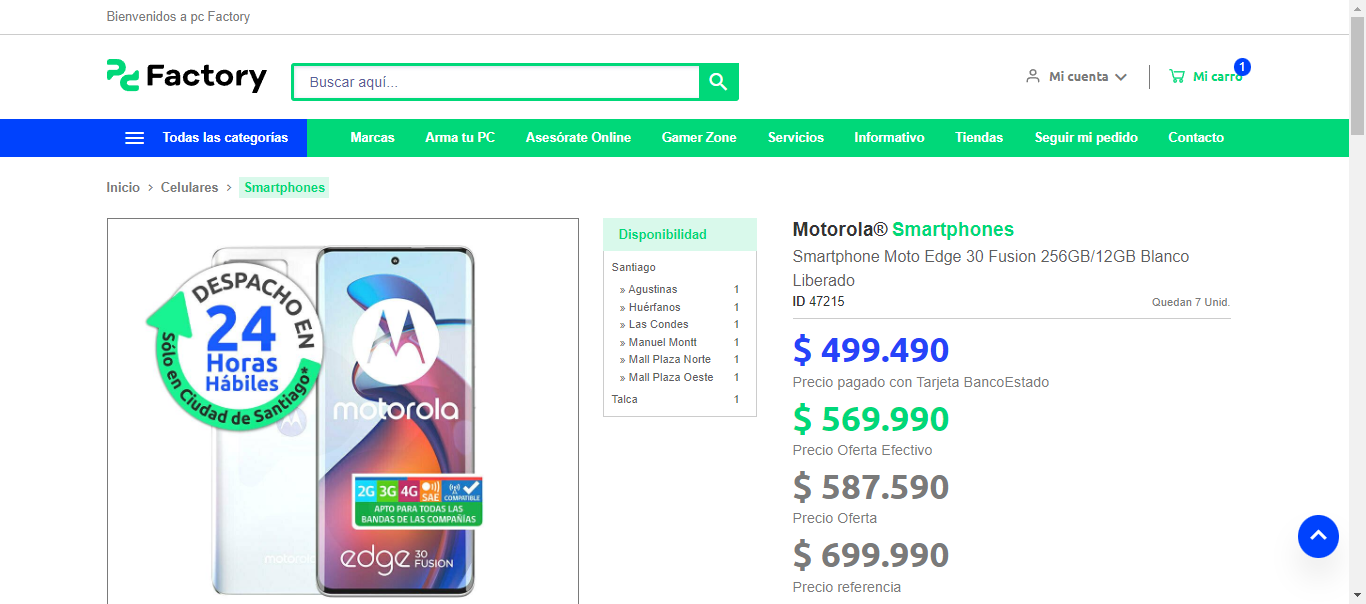 Bienvenidos a pc Factory
pc Factory
Buscar aquí...
Mi cuenta
Mi carro
1
Todas las categorías
Marcas
Arma tu PC
Asesórate Online
Gamer Zone
Servicios
Informativo
Tiendas
Seguir mi pedido
Contacto
Inicio > Celulares > Smartphones
DESPACHO EN
24
Horas
Hábiles
Sólo en Ciudad de Santiago*
motorola
2G 3G 4G SAE COMPATIBLE
APTO PARA TODAS LAS
BANDAS DE LAS COMPAÑÍAS
edge 30 FUSION
Disponibilidad
Santiago
» Agustinas 1
» Huérfanos 1
» Las Condes 1
» Manuel Montt 1
» Mall Plaza Norte 1
» Mall Plaza Oeste 1
Talca 1
Motorola® Smartphones
Smartphone Moto Edge 30 Fusion 256GB/12GB Blanco
Liberado
ID 47215
Quedan 7 Unid.
$ 499.490
Precio pagado con Tarjeta BancoEstado
$ 569.990
Precio Oferta Efectivo
$ 587.590
Precio Oferta
$ 699.990
Precio referencia